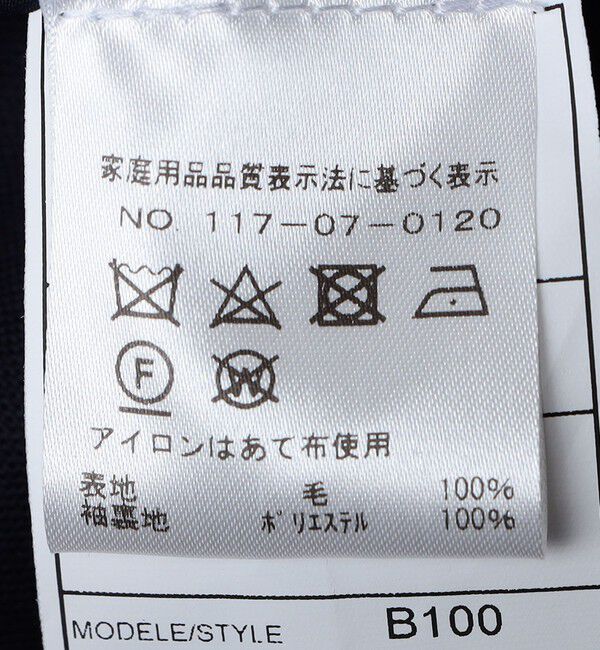 家庭用品品質表示法に基づく表示
NO. 117-07-0120
F W
アイロンはあて布使用
表地 毛 100%
袖裏地 ポリエステル 100%
MODELE/STYLE B100